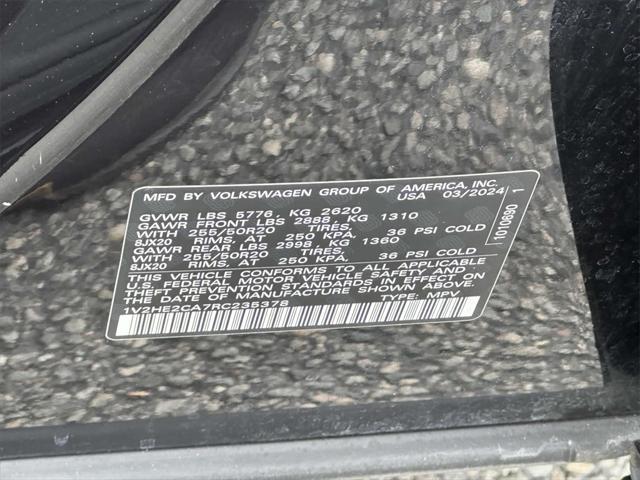 MFD BY VOLKSWAGEN GROUP OF AMERICA, INC.
USA 03/2024
GVWR LBS 5776, KG 2620
GAWR FRONT LBS 2888, KG 1310
WITH 255/50R20 TIRES,
8JX20 RIMS, AT 250 KPA, 36 PSI COLD
GAWR REAR LBS 2998, KG 1360
WITH 255/50R20 TIRES,
8JX20 RIMS, AT 250 KPA, 36 PSI COLD
THIS VEHICLE CONFORMS TO ALL APPLICABLE
U.S. FEDERAL MOTOR VEHICLE SAFETY AND
THEFT PREVENTION STANDARDS IN EFFECT ON
THE DATE OF MANUFACTURE SHOWN ABOVE.
1V2HE2CA7RC235378 TYPE: MPV
1010690 1